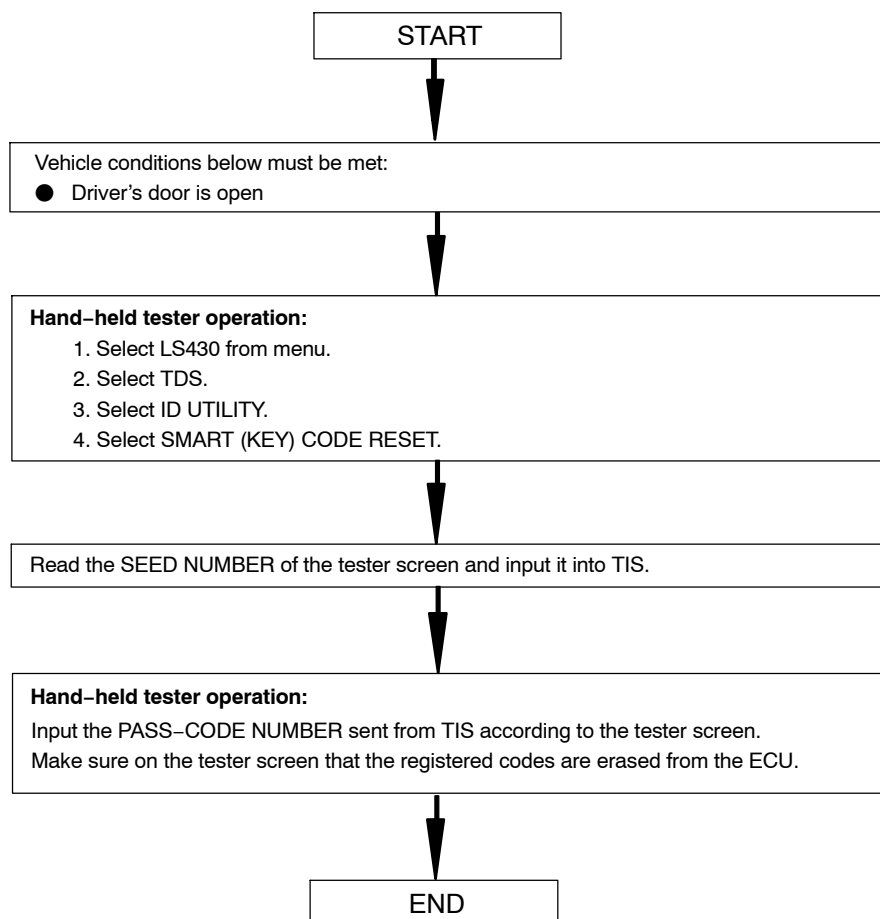 START
Vehicle conditions below must be met:
● Driver's door is open
Hand−held tester operation:
1. Select LS430 from menu.
2. Select TDS.
3. Select ID UTILITY.
4. Select SMART (KEY) CODE RESET.
Read the SEED NUMBER of the tester screen and input it into TIS.
Hand−held tester operation:
Input the PASS−CODE NUMBER sent from TIS according to the tester screen.
Make sure on the tester screen that the registered codes are erased from the ECU.
END